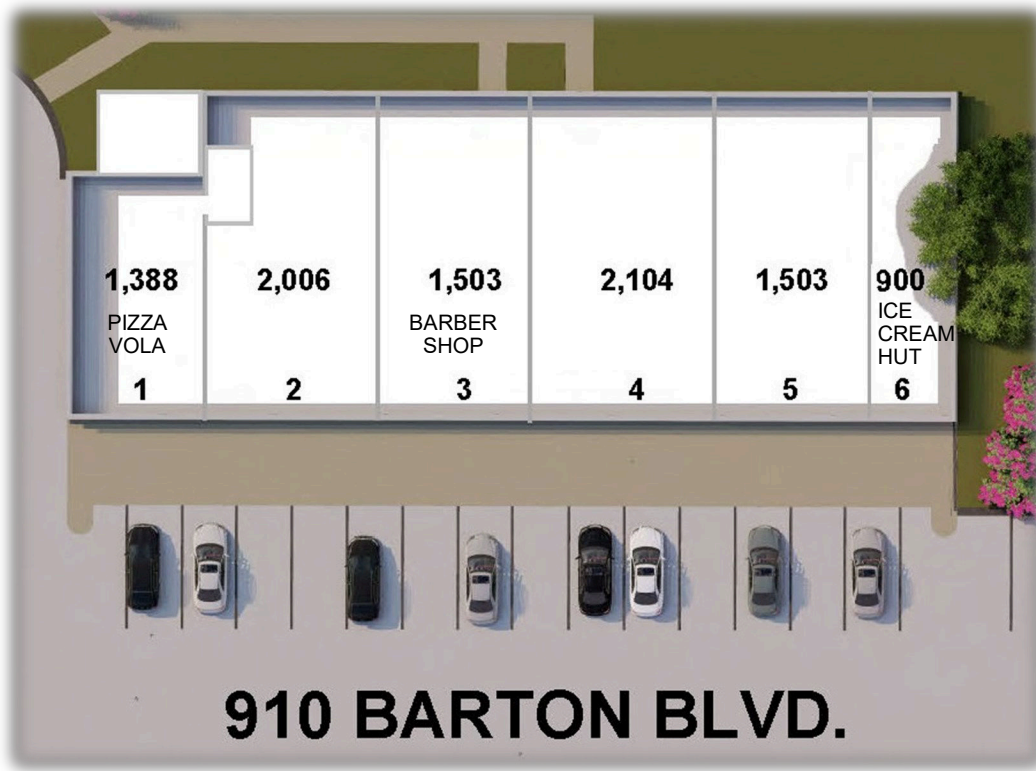 1,388
2,006
1,503
2,104
1,503
900
PIZZA
VOLA
BARBER
SHOP
ICE
CREAM
HUT
1
2
3
4
5
6
910 BARTON BLVD.